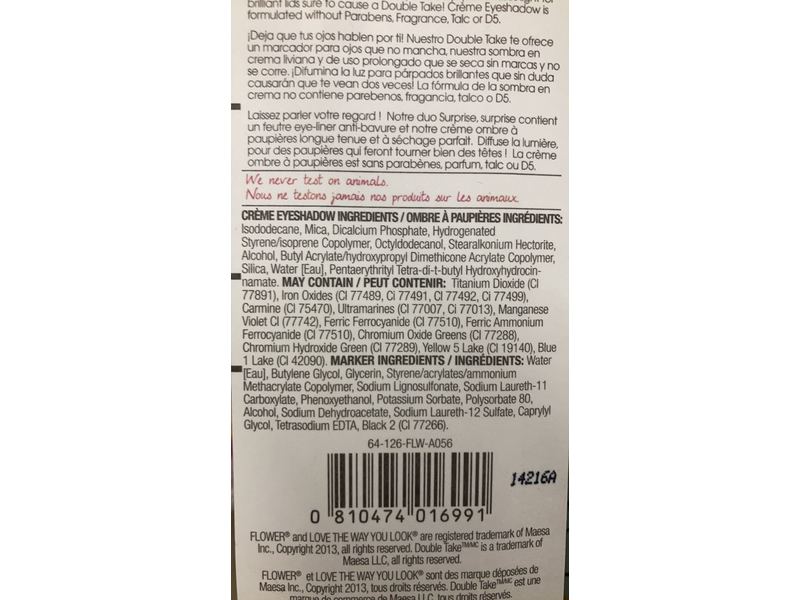 brilliant lids sure to cause a Double Take! Crème Eyeshadow is
formulated without Parabens, Fragrance, Talc or D5.
¡Deja que tus ojos hablen por ti! Nuestro Double Take te ofrece
un marcador para ojos que no mancha, nuestra sombra en
crema liviana y de uso prolongado que se seca sin marcas y no
se corre. ¡Difumina la luz para párpados brillantes que sin duda
causarán que te vean dos veces! La fórmula de la sombra en
crema no contiene parebenos, fragancia, talco o D5.
Laissez parler votre regard ! Notre duo Surprise, surprise contient
un feutre eye-liner anti-bavure et notre crème ombre à
paupières longue tenue et à séchage parfait. Diffuse la lumière,
pour des paupières qui feront tourner bien des têtes ! La crème
ombre à paupières est sans parabènes, parfum, talc ou D5.
We never test on animals.
Nous ne testons jamais nos produits sur les animaux.
CRÈME EYESHADOW INGREDIENTS / OMBRE À PAUPIÈRES INGRÉDIENTS:
Isododecane, Mica, Dicalcium Phosphate, Hydrogenated
Styrene/isoprene Copolymer, Octyldodecanol, Stearalkonium Hectorite,
Alcohol, Butyl Acrylate/hydroxypropyl Dimethicone Acrylate Copolymer,
Silica, Water [Eau], Pentaerythrityl Tetra-di-t-butyl Hydroxyhydrocin-
namate. MAY CONTAIN / PEUT CONTENIR: Titanium Dioxide (CI
77891), Iron Oxides (CI 77489, CI 77491, CI 77492, CI 77499),
Carmine (CI 75470), Ultramarines (CI 77007, CI 77013), Manganese
Violet CI (77742), Ferric Ferrocyanide (CI 77510), Ferric Ammonium
Ferrocyanide (CI 77510), Chromium Oxide Greens (CI 77288),
Chromium Hydroxide Green (CI 77289), Yellow 5 Lake (CI 19140), Blue
1 Lake (CI 42090). MARKER INGREDIENTS / INGRÉDIENTS: Water
[Eau], Butylene Glycol, Glycerin, Styrene/acrylates/ammonium
Methacrylate Copolymer, Sodium Lignosulfonate, Sodium Laureth-11
Carboxylate, Phenoxyethanol, Potassium Sorbate, Polysorbate 80,
Alcohol, Sodium Dehydroacetate, Sodium Laureth-12 Sulfate, Caprylyl
Glycol, Tetrasodium EDTA, Black 2 (CI 77266).
64-126-FLW-A056
14216A
0 810474 016991
FLOWER® and LOVE THE WAY YOU LOOK® are registered trademark of Maesa
Inc., Copyright 2013, all rights reserved. Double Take™/MC is a trademark of
Maesa LLC, all rights reserved.
FLOWER® et LOVE THE WAY YOU LOOK® sont des marque déposées de
Maesa Inc., Copyright 2013, tous droits réservés. Double Take™/MC est une
marque de commerce de Maesa LLC, tous droits réservés.